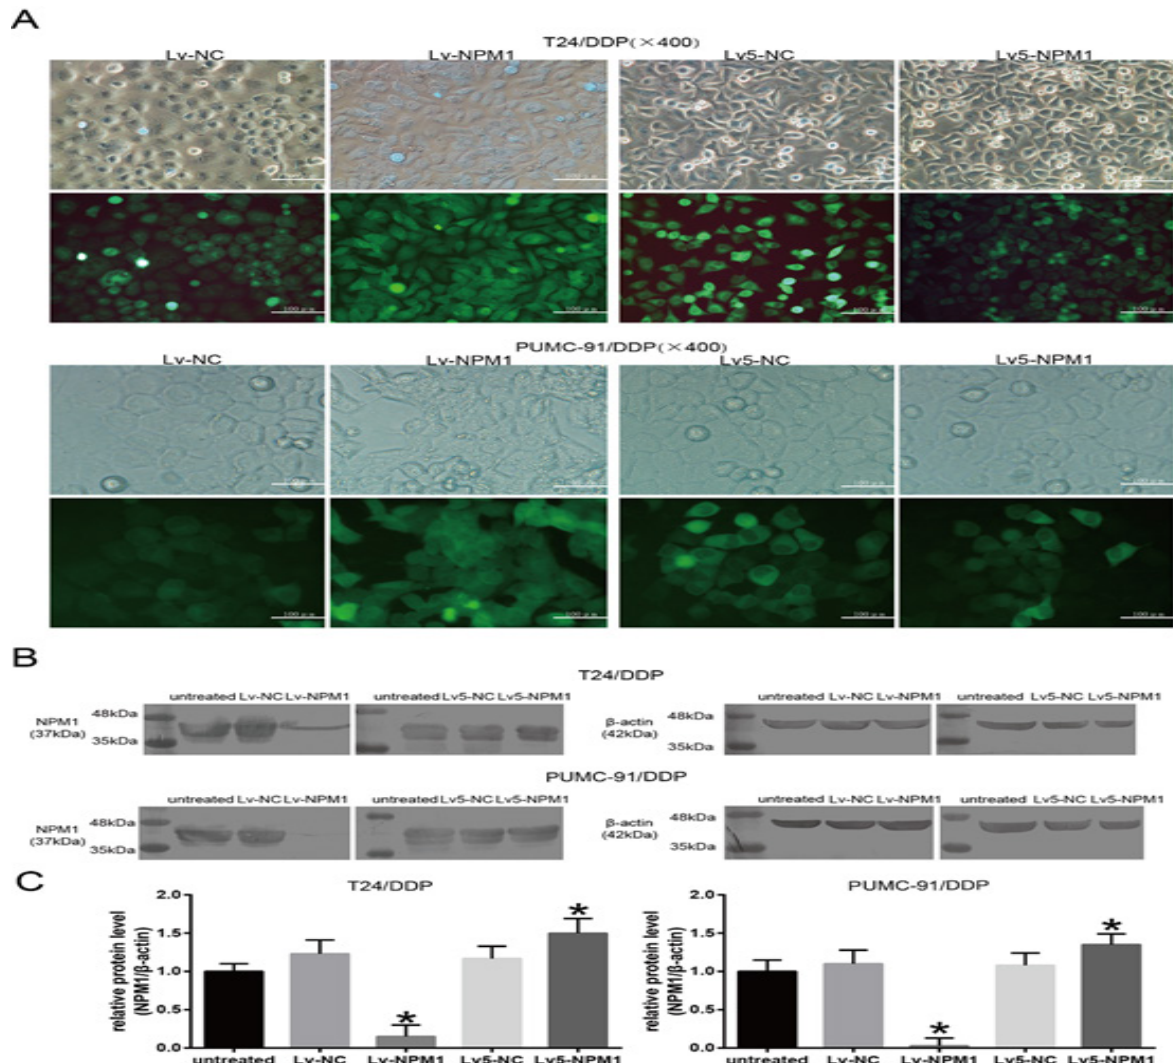 A
T24/DDP(×400)
Lv-NC Lv-NPM1 Lv5-NC Lv5-NPM1
PUMC-91/DDP(×400)
Lv-NC Lv-NPM1 Lv5-NC Lv5-NPM1
B
T24/DDP
untreated Lv-NC Lv-NPM1 untreated Lv5-NC Lv5-NPM1 untreated Lv-NC Lv-NPM1 untreated Lv5-NC Lv5-NPM1
NPM1 (37kDa) 48kDa 35kDa
β-actin (42kDa) 48kDa 35kDa
PUMC-91/DDP
untreated Lv-NC Lv-NPM1 untreated Lv5-NC Lv5-NPM1 untreated Lv-NC Lv-NPM1 untreated Lv5-NC Lv5-NPM1
NPM1 (37kDa) 48kDa 35kDa
β-actin (42kDa) 48kDa 35kDa
C
T24/DDP
relative protein level
(NPM1/β-actin)
2.0
1.5
1.0
0.5
0.0
* *
untreated Lv-NC Lv-NPM1 Lv5-NC Lv5-NPM1
PUMC-91/DDP
relative protein level
(NPM1/β-actin)
2.0
1.5
1.0
0.5
0.0
* *
untreated Lv-NC Lv-NPM1 Lv5-NC Lv5-NPM1